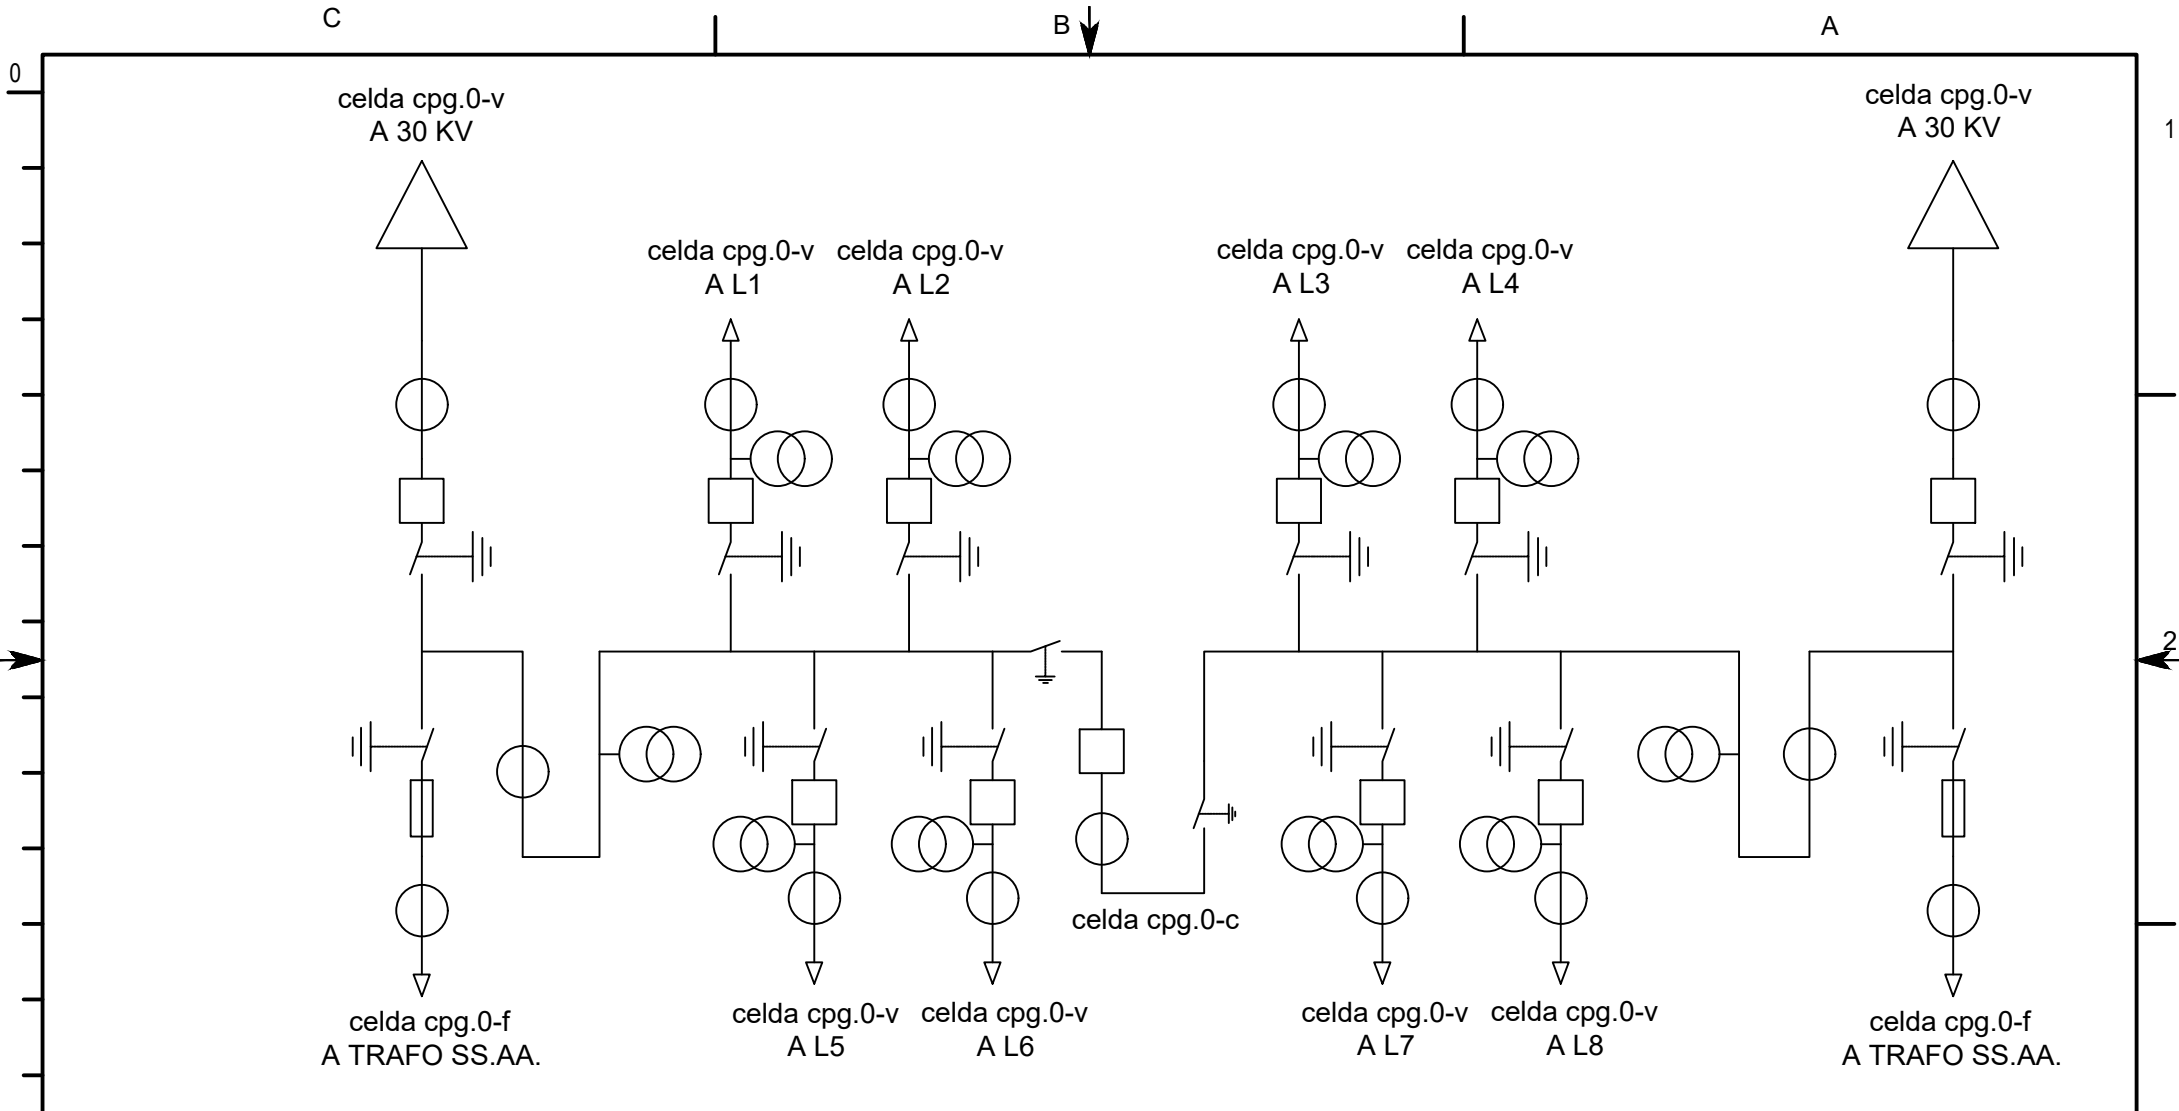 C
B
A
0
1
2
celda cpg.0-v
A 30 KV
celda cpg.0-v
A 30 KV
celda cpg.0-v
A L1
celda cpg.0-v
A L2
celda cpg.0-v
A L3
celda cpg.0-v
A L4
celda cpg.0-c
celda cpg.0-f
A TRAFO SS.AA.
celda cpg.0-v
A L5
celda cpg.0-v
A L6
celda cpg.0-v
A L7
celda cpg.0-v
A L8
celda cpg.0-f
A TRAFO SS.AA.